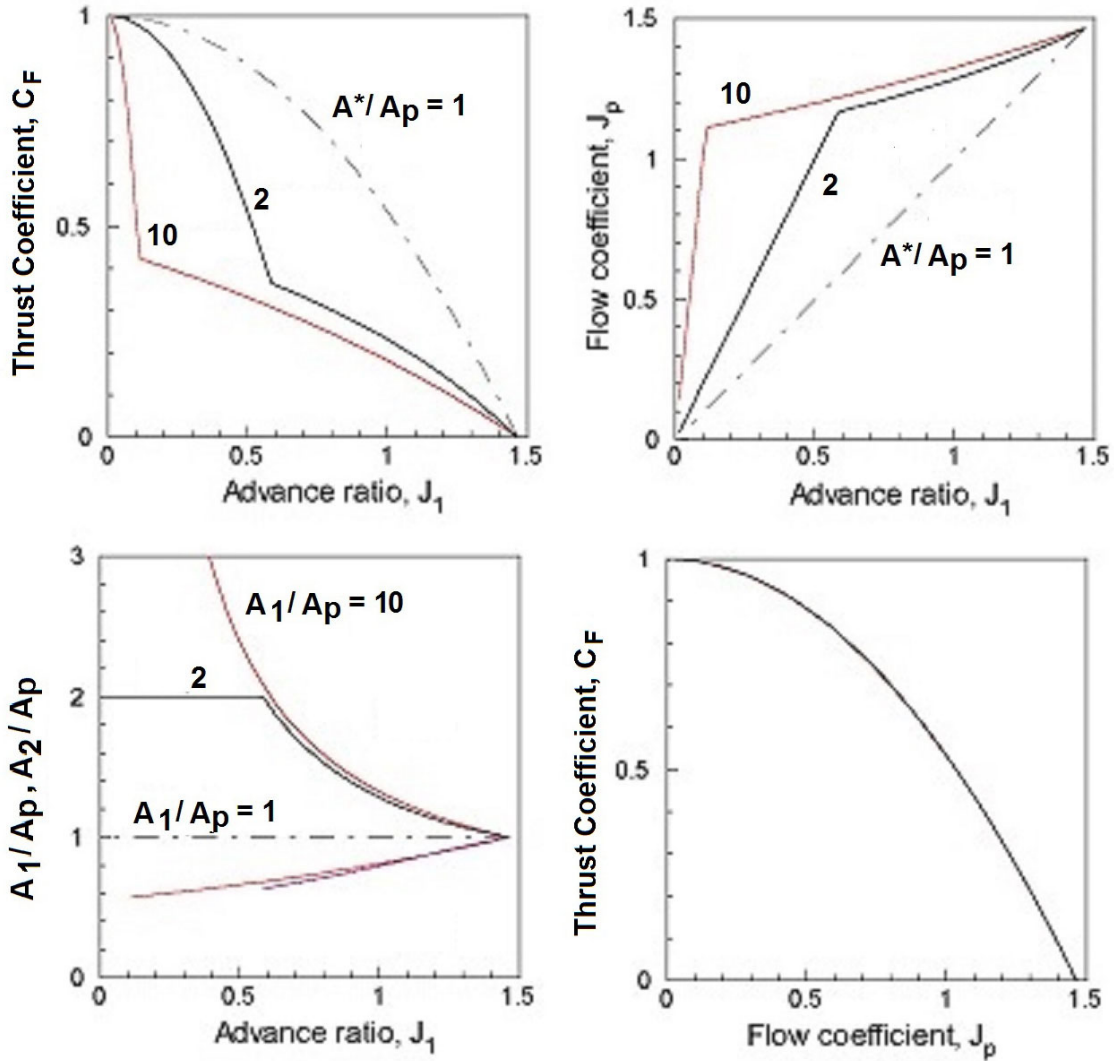 Thrust Coefficient, CF
1
0.5
0
A*/Ap = 1
2
10
0
0.5
1
1.5
Advance ratio, J1
Flow coefficient, Jp
1.5
1
0.5
0
10
2
A*/Ap = 1
0
0.5
1
1.5
Advance ratio, J1
A1/Ap, A2/Ap
3
2
1
0
A1/Ap = 10
2
A1/Ap = 1
0
0.5
1
1.5
Advance ratio, J1
Thrust Coefficient, CF
1
0.5
0
0
0.5
1
1.5
Flow coefficient, Jp